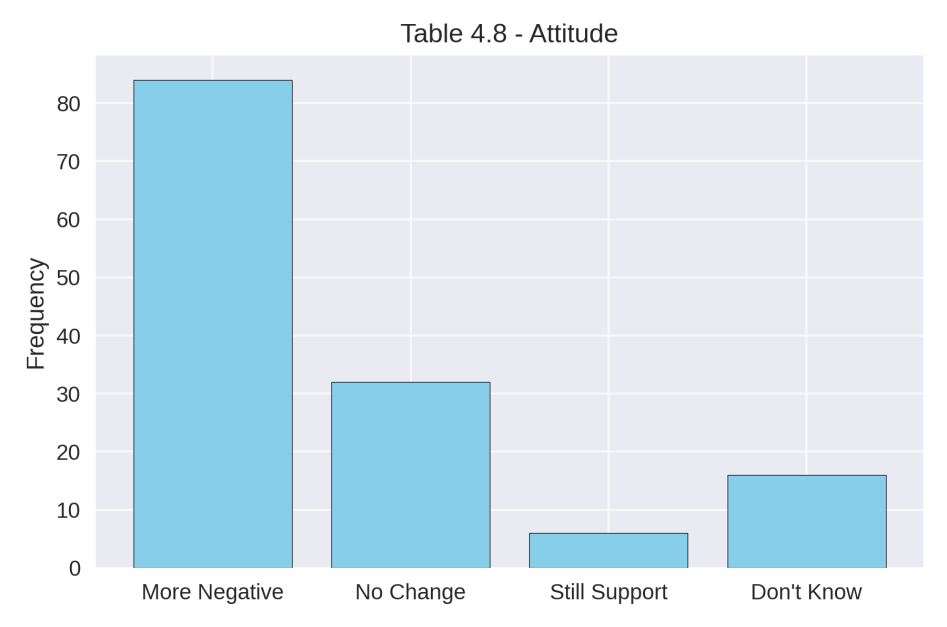 Table 4.8 - Attitude
Frequency
80
70
60
50
40
30
20
10
0
More Negative
No Change
Still Support
Don't Know